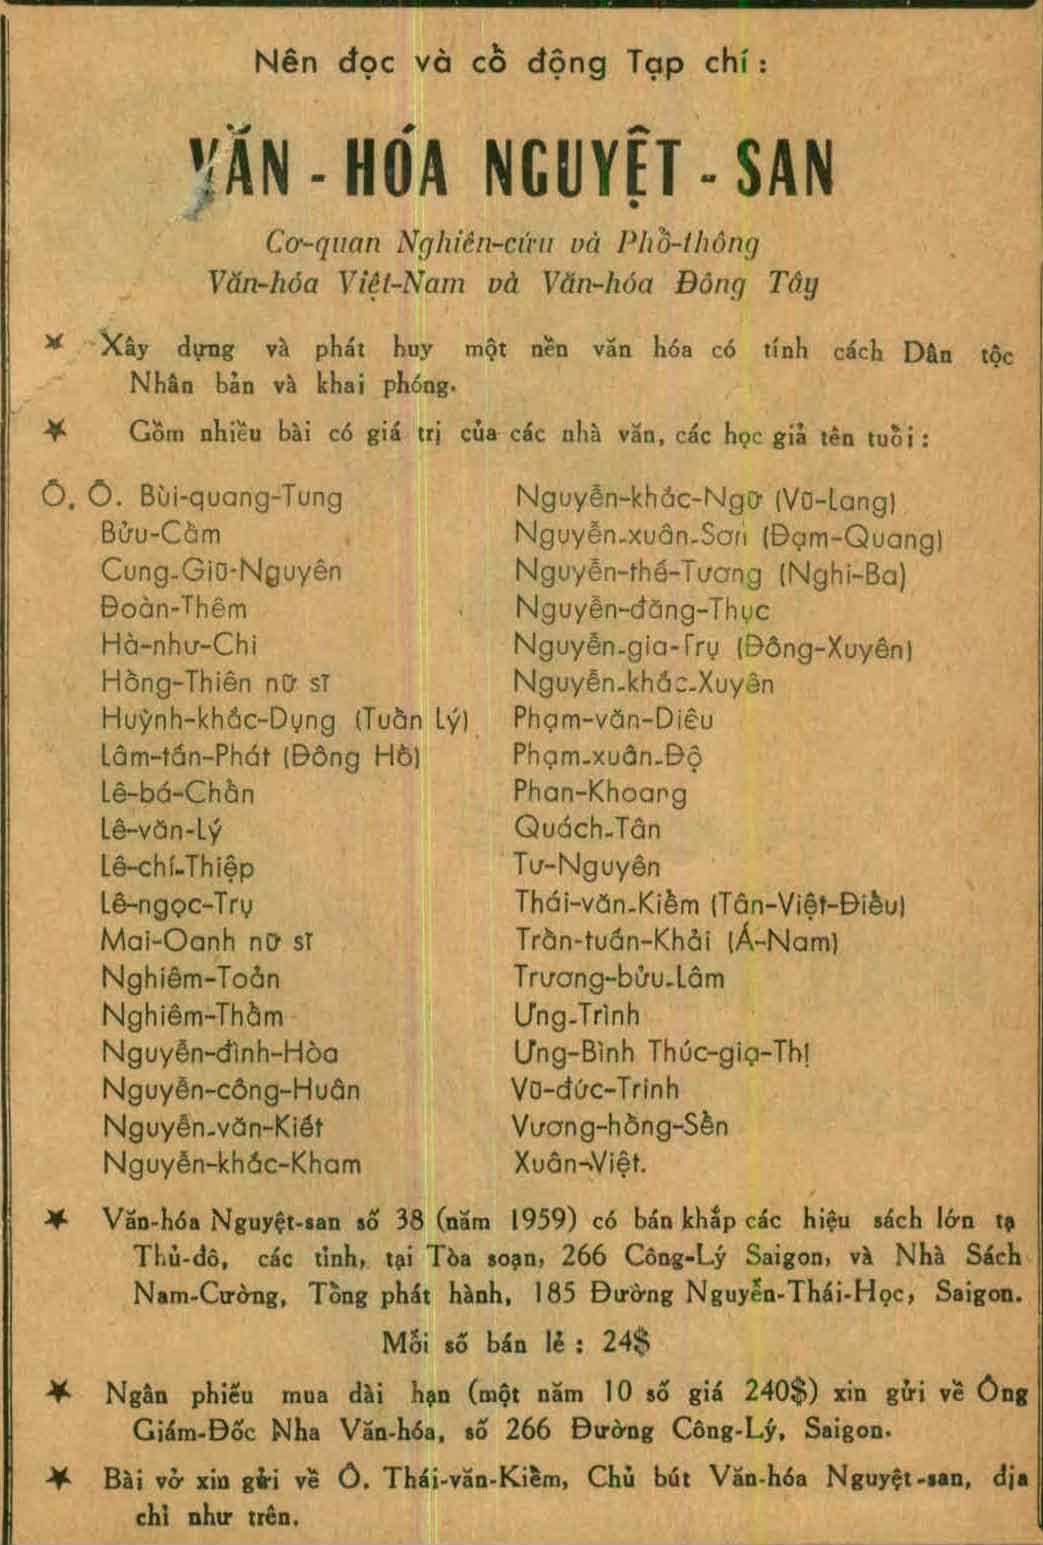 Nên đọc và cổ động Tạp chí :
VĂN - HÓA NGUYỆT - SAN
Cơ-quan Nghiên-cứu và Phổ-thông
Văn-hóa Việt-Nam và Văn-hóa Đông Tây
★ Xây dựng và phát huy một nền văn hóa có tính cách Dân tộc
Nhân bản và khai phóng.
★ Gồm nhiều bài có giá trị của các nhà văn, các học giả tên tuổi :
Ô, Ô. Bùi-quang-Tung
Bửu-Cầm
Cung-Giũ-Nguyên
Đoàn-Thêm
Hà-như-Chi
Hồng-Thiên nữ sĩ
Huỳnh-khắc-Dụng (Tuần Lý)
Lâm-tấn-Phát (Đông Hồ)
Lê-bá-Chẩn
Lê-văn-Lý
Lê-chí-Thiệp
Lê-ngọc-Trụ
Mai-Oanh nữ sĩ
Nghiêm-Toản
Nghiêm-Thẩm
Nguyễn-đình-Hòa
Nguyễn-công-Huân
Nguyễn-văn-Kiết
Nguyễn-khắc-Kham
Nguyễn-khắc-Ngữ (Vũ-Lang)
Nguyễn-xuân-Sơn (Đạm-Quang)
Nguyễn-thế-Tương (Nghi-Ba)
Nguyễn-đăng-Thục
Nguyễn-gia-Trụ (Đông-Xuyên)
Nguyễn-khắc-Xuyên
Phạm-văn-Diêu
Phạm-xuân-Độ
Phan-Khoang
Quách-Tân
Tư-Nguyên
Thái-văn-Kiểm (Tân-Việt-Điểu)
Trần-tuấn-Khải (Á-Nam)
Trương-bửu-Lâm
Ưng-Trình
Ưng-Bình Thúc-giạ-Thị
Vũ-đức-Trinh
Vương-hồng-Sển
Xuân-Việt.
★ Văn-hóa Nguyệt-san số 38 (năm 1959) có bán khắp các hiệu sách lớn tạ
Thủ-đô, các tỉnh, tại Tòa soạn, 266 Công-Lý Saigon, và Nhà Sách
Nam-Cường, Tổng phát hành, 185 Đường Nguyễn-Thái-Học, Saigon.
Mỗi số bán lẻ : 24$
★ Ngân phiếu mua dài hạn (một năm 10 số giá 240$) xin gửi về Ông
Giám-Đốc Nha Văn-hóa, số 266 Đường Công-Lý, Saigon.
★ Bài vở xin gửi về Ô. Thái-văn-Kiểm, Chủ bút Văn-hóa Nguyệt-san, địa
chỉ như trên.